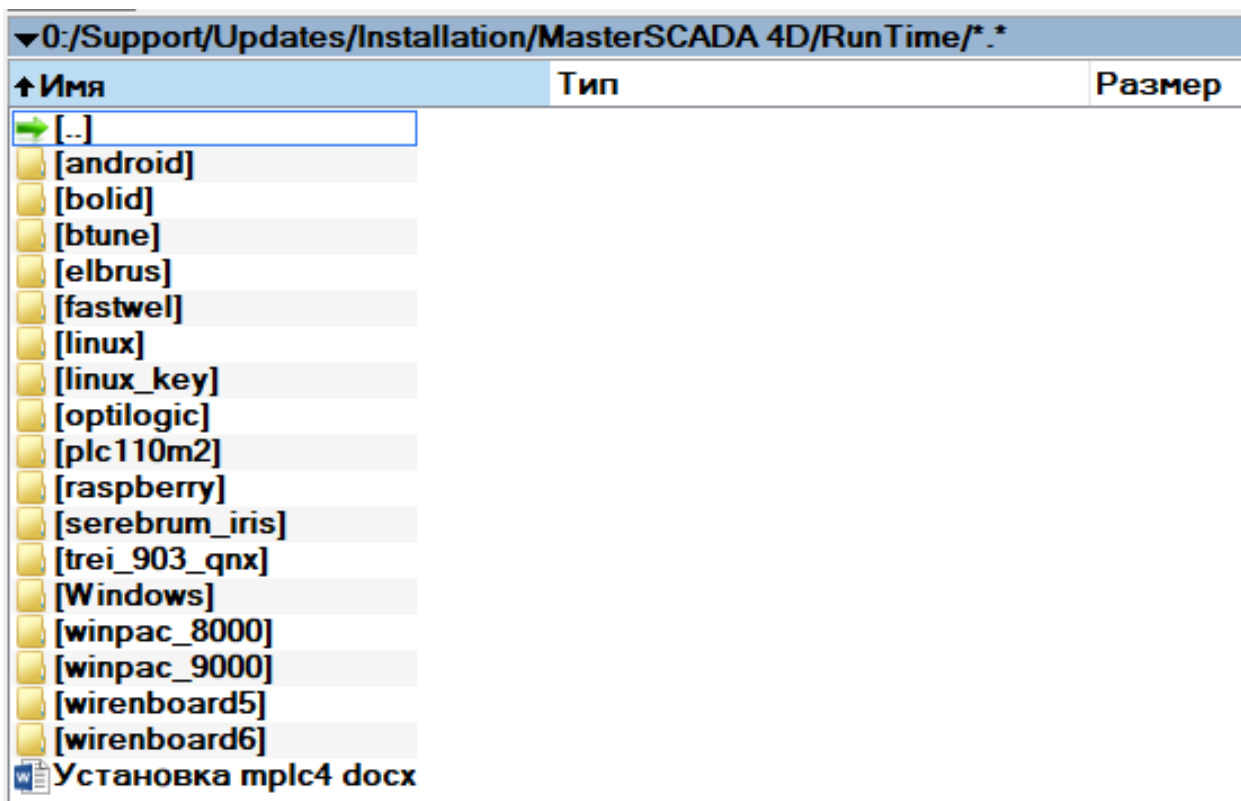 0:/Support/Updates/Installation/MasterSCADA 4D/RunTime/*.*
Имя Тип Размер
[..]
[android]
[bolid]
[btune]
[elbrus]
[fastwel]
[linux]
[linux_key]
[optilogic]
[plc110m2]
[raspberry]
[serebrum_iris]
[trei_903_qnx]
[Windows]
[winpac_8000]
[winpac_9000]
[wirenboard5]
[wirenboard6]
Установка mplc4 docx